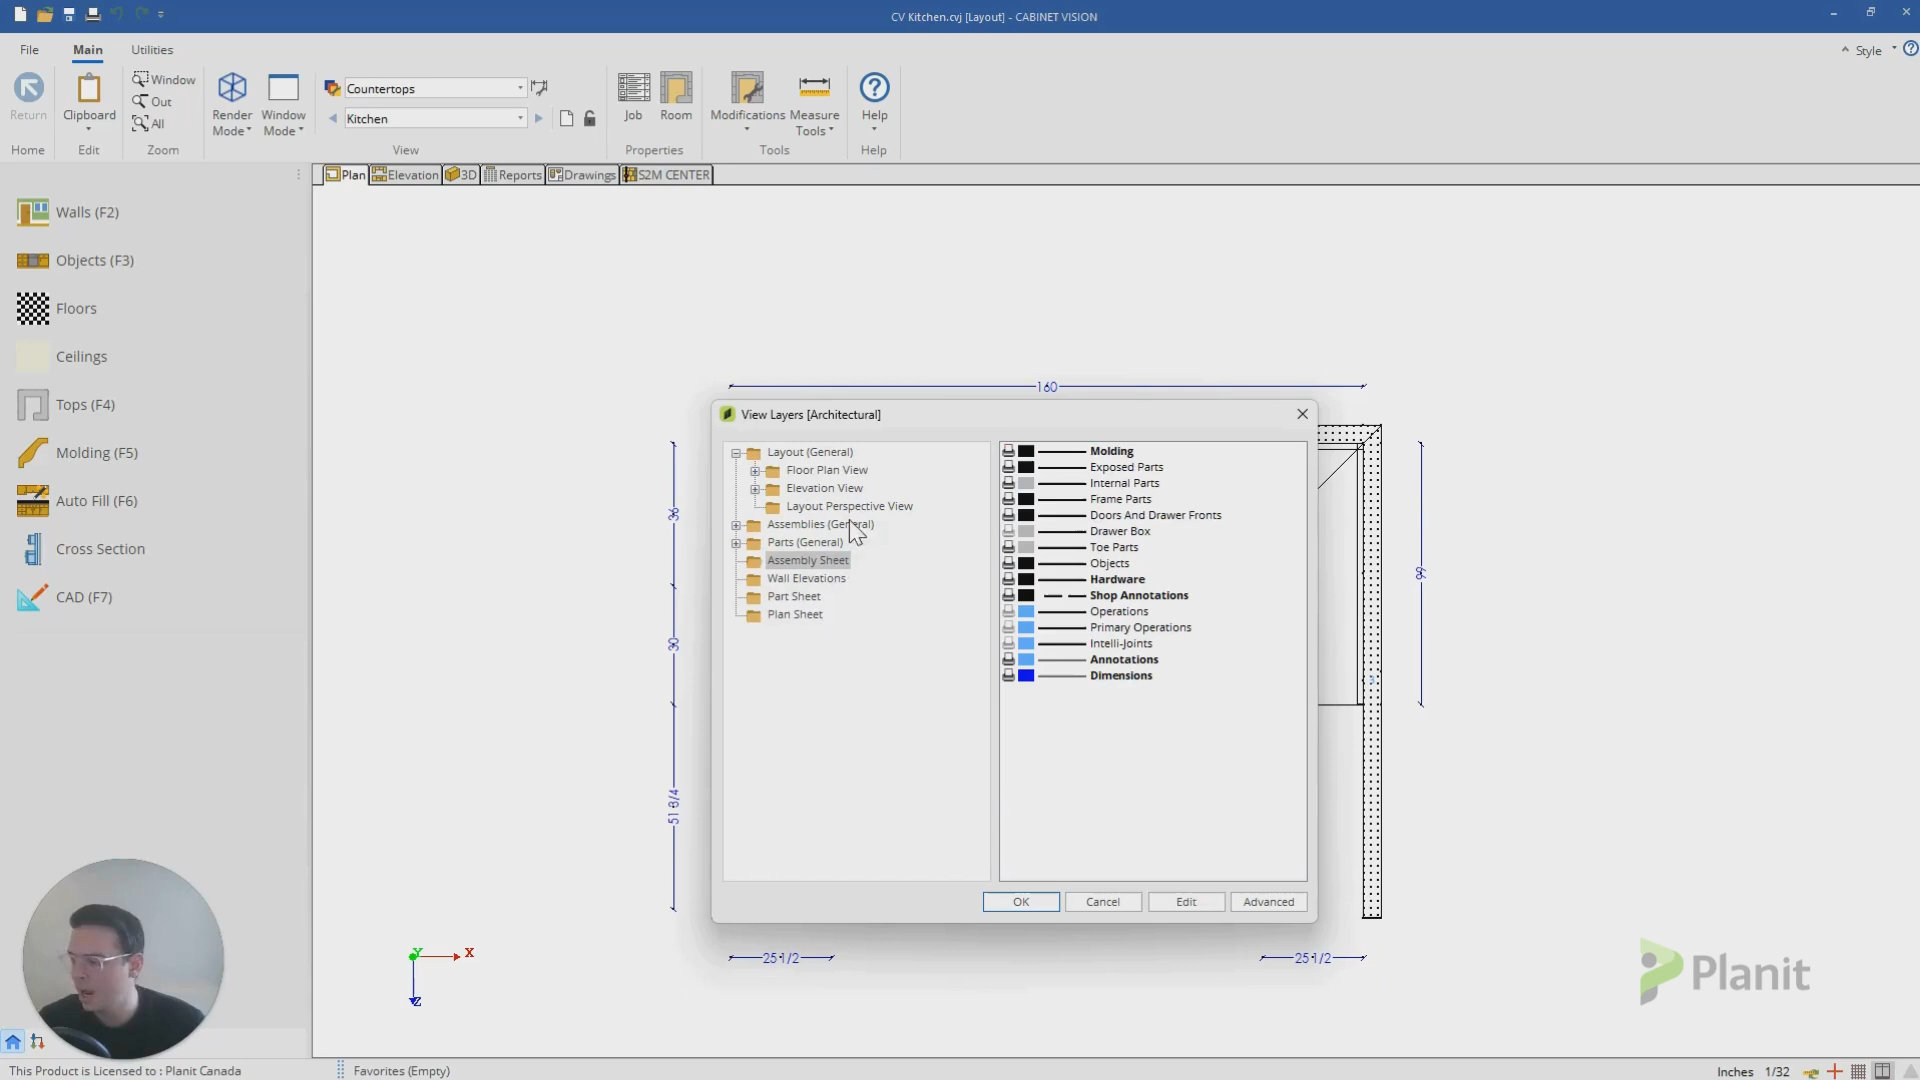 CV Kitchen.cvj [Layout] - CABINET VISION
File
Main
Utilities
Style
Return
Clipboard
Window
Out
All
Render
Mode
Window
Mode
Countertops
Kitchen
Job
Room
Modifications
Measure
Tools
Help
Home
Edit
Zoom
View
Properties
Tools
Help
Plan
Elevation
3D
Reports
Drawings
S2M CENTER
Walls (F2)
Objects (F3)
Floors
Ceilings
Tops (F4)
Molding (F5)
Auto Fill (F6)
Cross Section
CAD (F7)
160
36
30
51 3/4
66
3
25 1/2
25 1/2
Y
X
Z
View Layers [Architectural]
Layout (General)
Floor Plan View
Elevation View
Layout Perspective View
Assemblies (General)
Parts (General)
Assembly Sheet
Wall Elevations
Part Sheet
Plan Sheet
Molding
Exposed Parts
Internal Parts
Frame Parts
Doors And Drawer Fronts
Drawer Box
Toe Parts
Objects
Hardware
Shop Annotations
Operations
Primary Operations
Intelli-Joints
Annotations
Dimensions
OK
Cancel
Edit
Advanced
Planit
This Product is Licensed to : Planit Canada
Favorites (Empty)
Inches
1/32